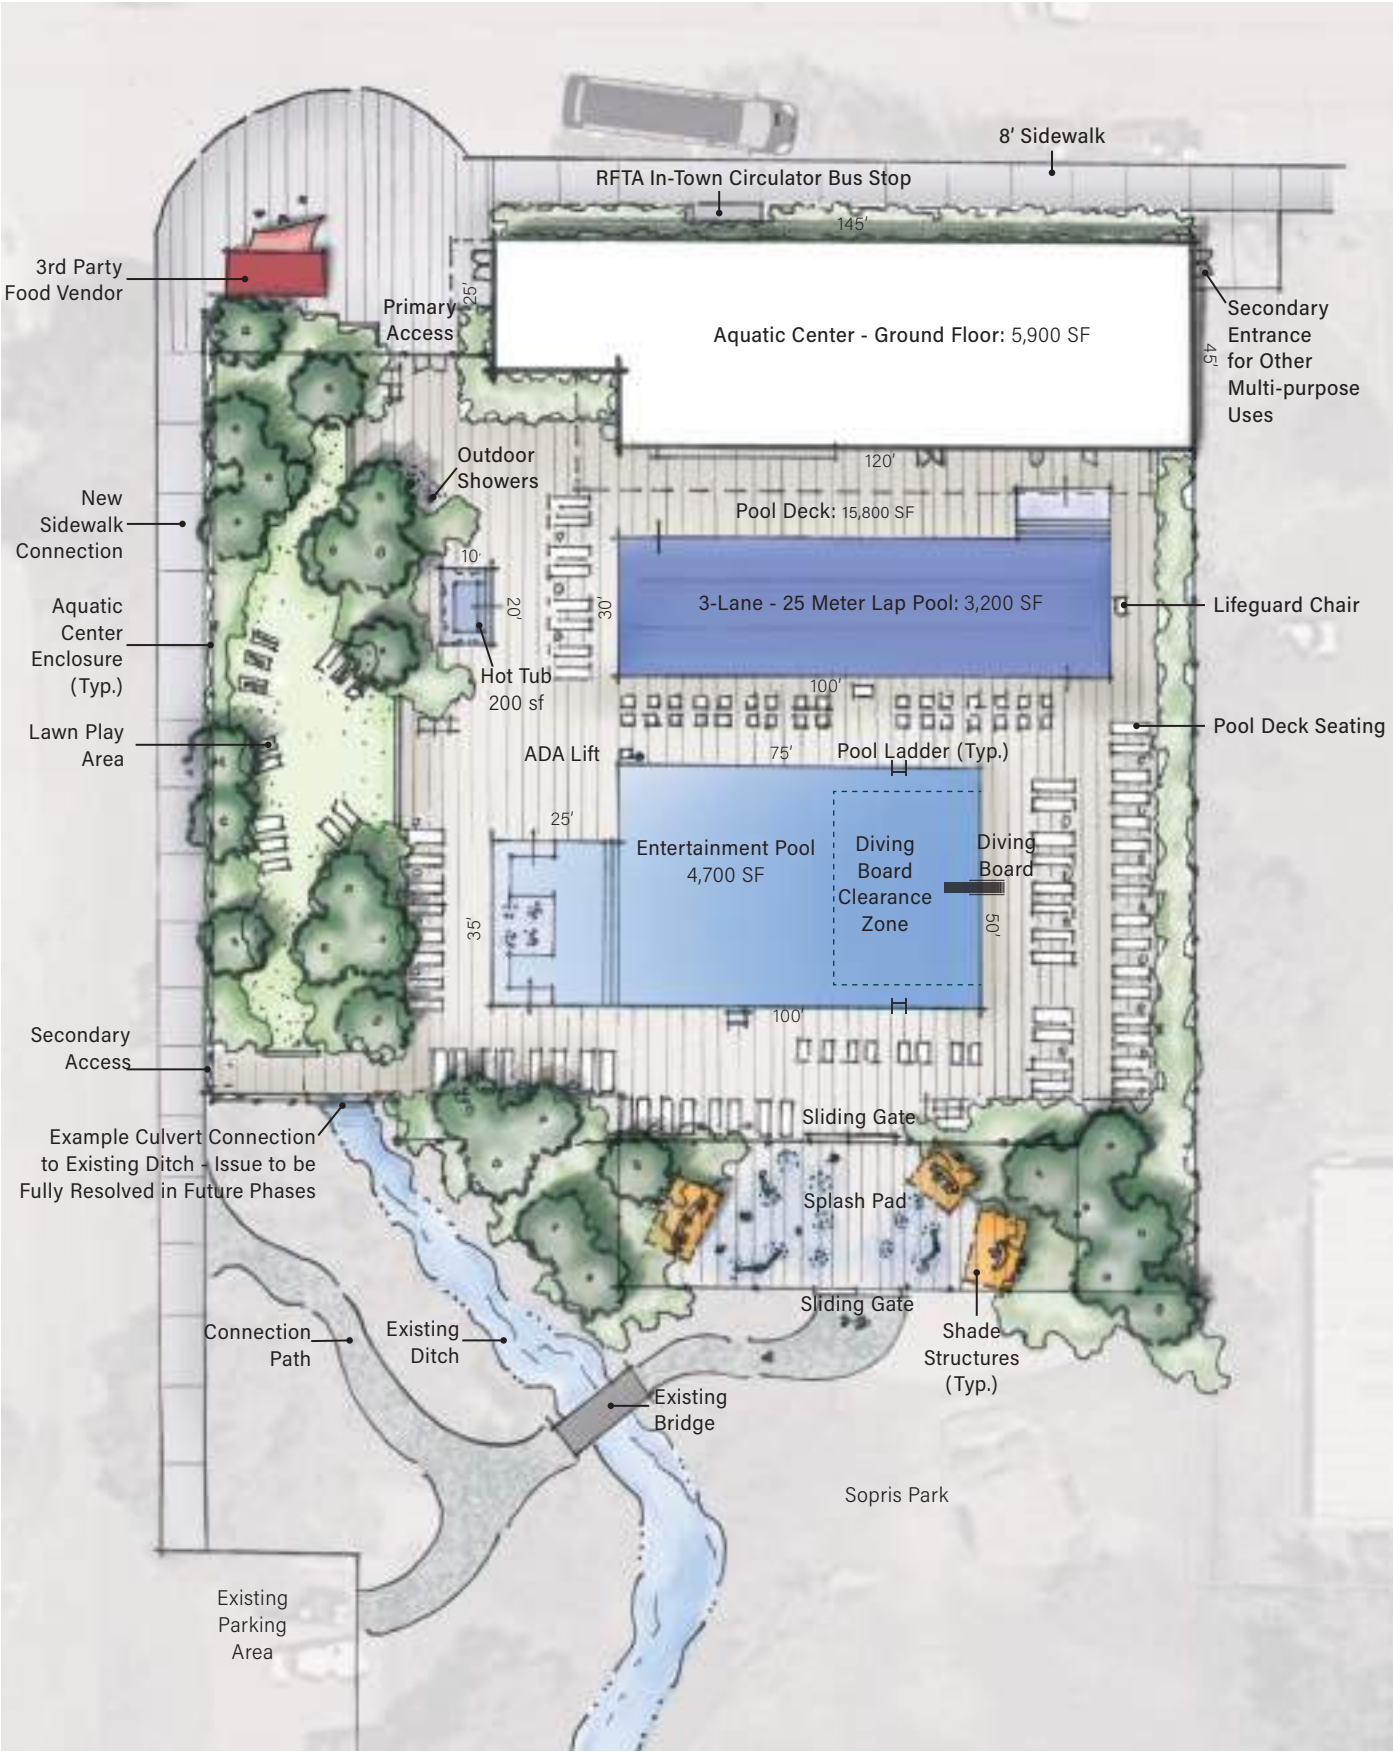 8' Sidewalk
RFTA In-Town Circulator Bus Stop
145'
3rd Party
Food Vendor
25'
Primary
Access
Aquatic Center - Ground Floor: 5,900 SF
Secondary
Entrance
for Other
Multi-purpose
Uses
45'
120'
Outdoor
Showers
New
Sidewalk
Connection
Pool Deck: 15,800 SF
10'
20'
30'
3-Lane - 25 Meter Lap Pool: 3,200 SF
Lifeguard Chair
Aquatic
Center
Enclosure
(Typ.)
Hot Tub
200 sf
100'
Lawn Play
Area
Pool Deck Seating
ADA Lift
75'
Pool Ladder (Typ.)
25'
35'
Entertainment Pool
4,700 SF
Diving
Board
Clearance
Zone
Diving
Board
50'
100'
Secondary
Access
Sliding Gate
Example Culvert Connection
to Existing Ditch - Issue to be
Fully Resolved in Future Phases
Splash Pad
Sliding Gate
Connection
Path
Existing
Ditch
Shade
Structures
(Typ.)
Existing
Bridge
Sopris Park
Existing
Parking
Area